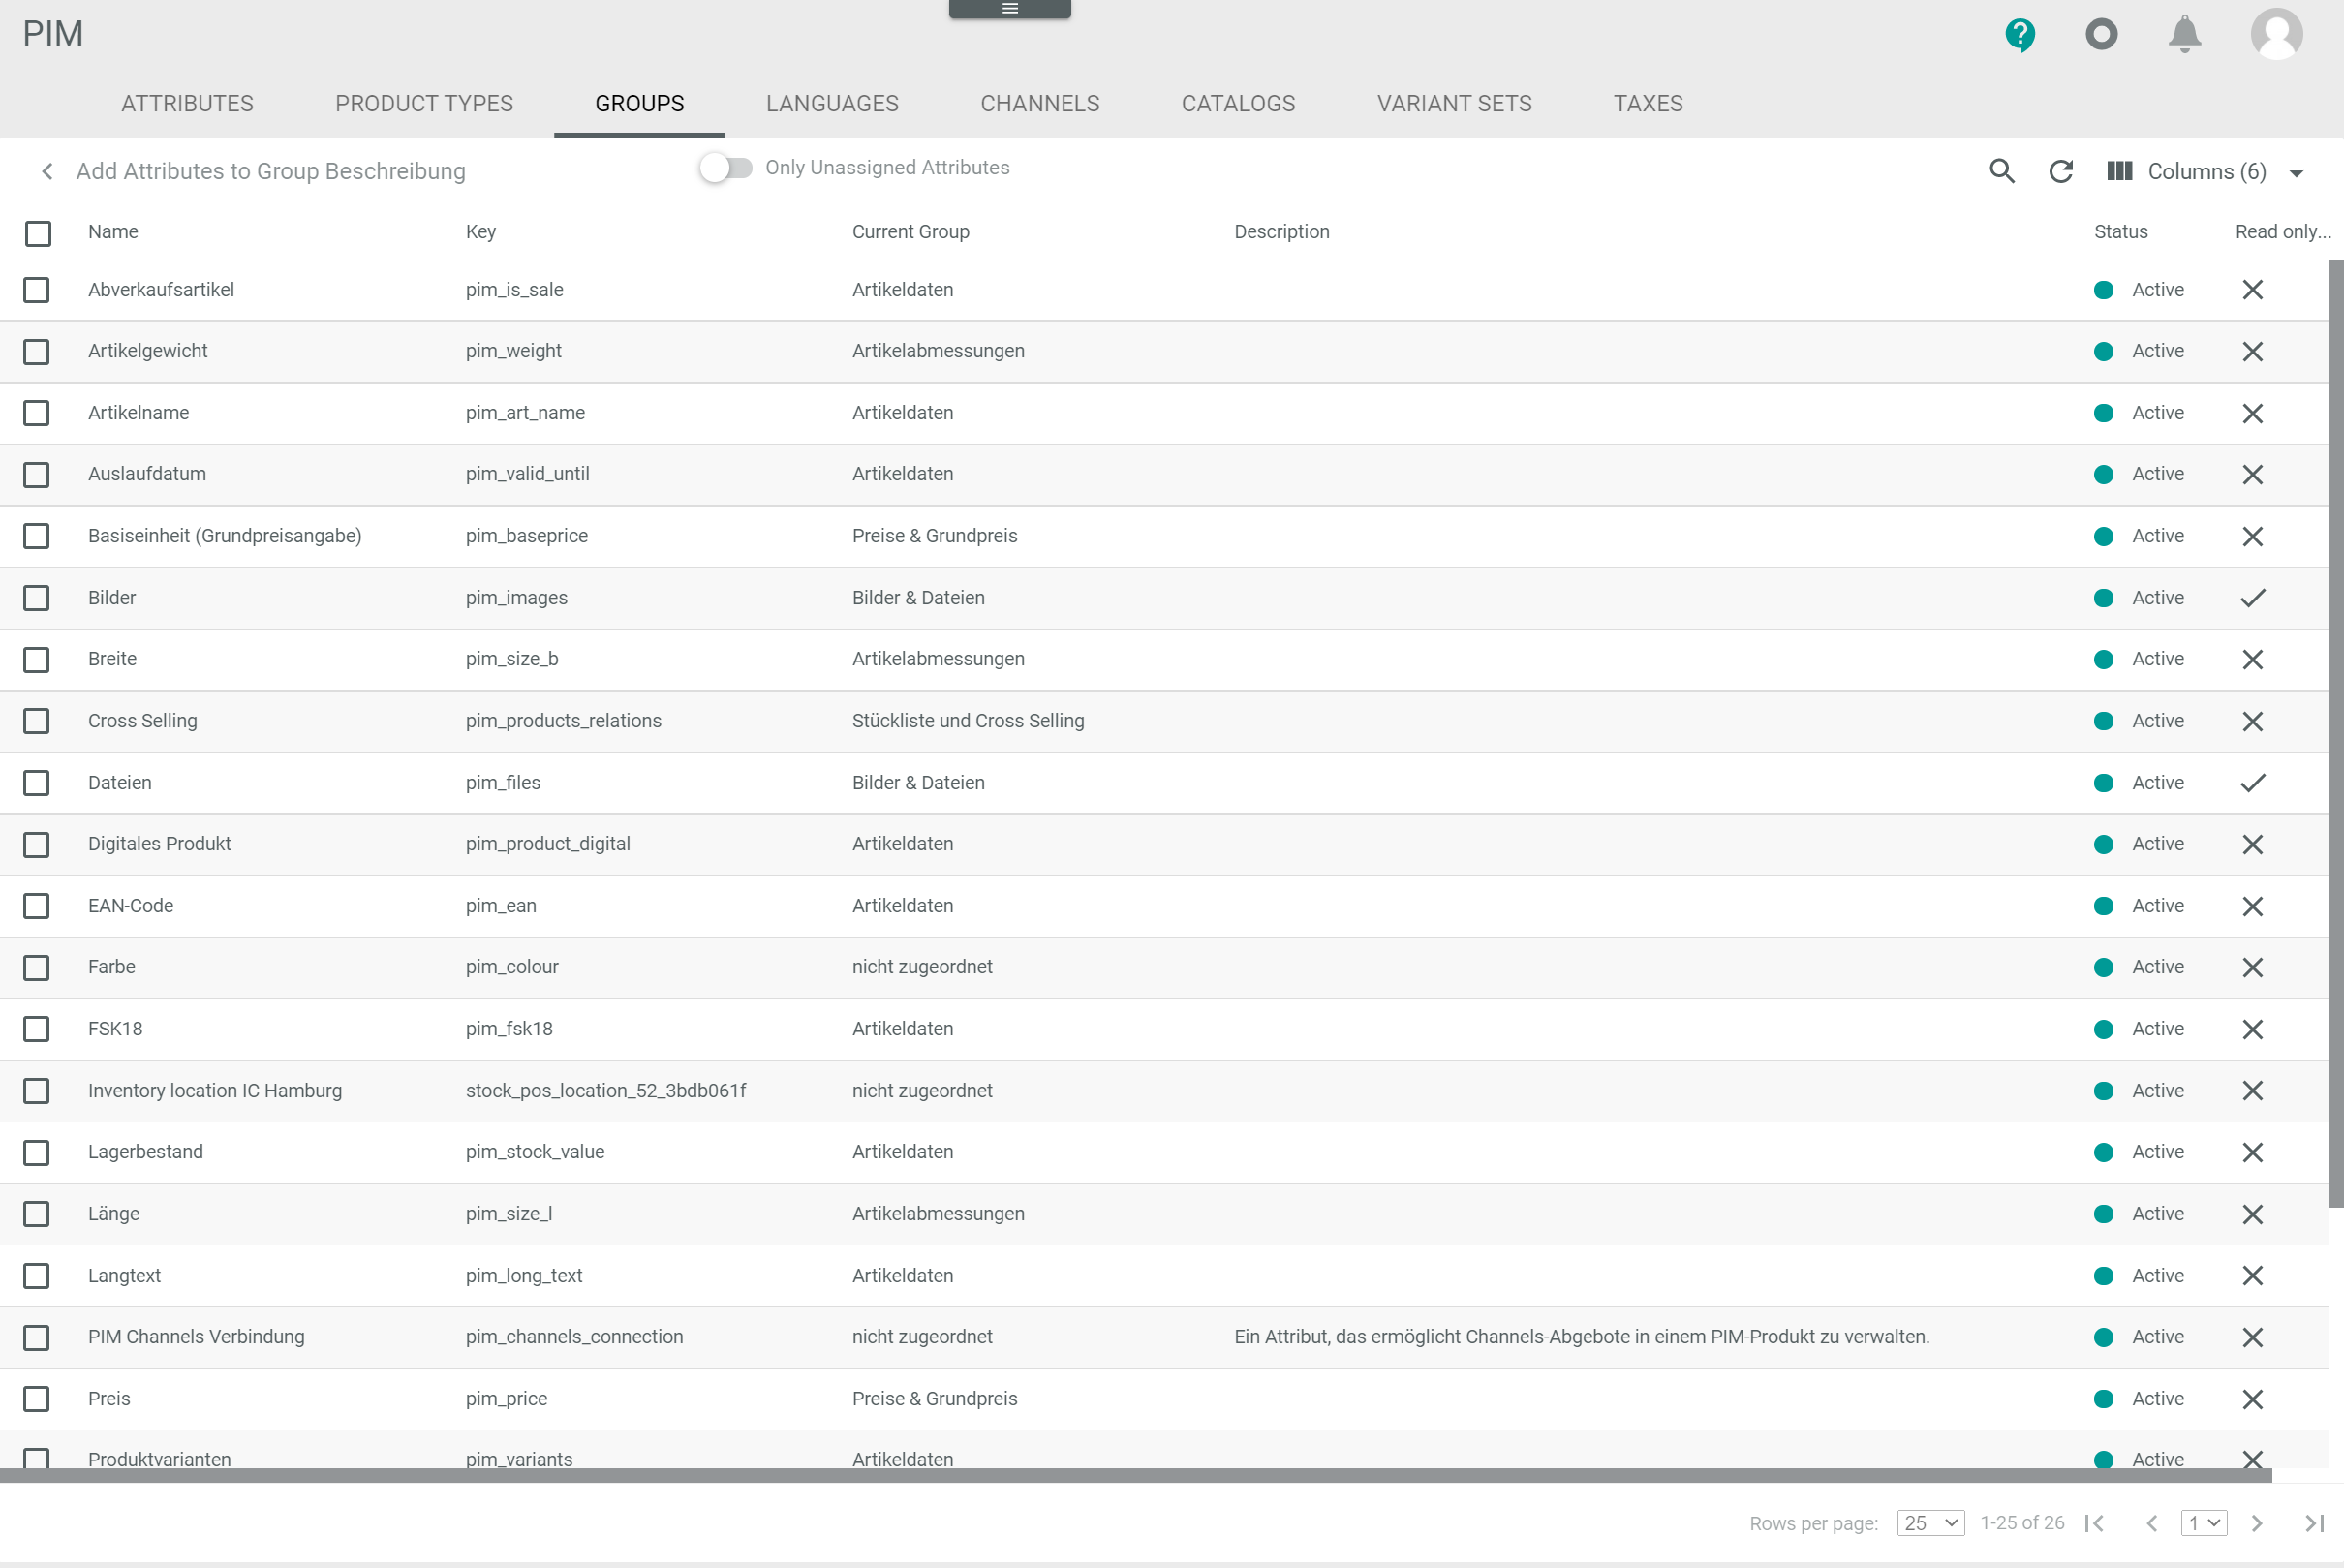 PIM
ATTRIBUTES PRODUCT TYPES GROUPS LANGUAGES CHANNELS CATALOGS VARIANT SETS TAXES
Add Attributes to Group Beschreibung Only Unassigned Attributes Columns (6)
Name Key Current Group Description Status Read only...
Abverkaufsartikel pim_is_sale Artikeldaten Active
Artikelgewicht pim_weight Artikelabmessungen Active
Artikelname pim_art_name Artikeldaten Active
Auslaufdatum pim_valid_until Artikeldaten Active
Basiseinheit (Grundpreisangabe) pim_baseprice Preise & Grundpreis Active
Bilder pim_images Bilder & Dateien Active
Breite pim_size_b Artikelabmessungen Active
Cross Selling pim_products_relations Stückliste und Cross Selling Active
Dateien pim_files Bilder & Dateien Active
Digitales Produkt pim_product_digital Artikeldaten Active
EAN-Code pim_ean Artikeldaten Active
Farbe pim_colour nicht zugeordnet Active
FSK18 pim_fsk18 Artikeldaten Active
Inventory location IC Hamburg stock_pos_location_52_3bdb061f nicht zugeordnet Active
Lagerbestand pim_stock_value Artikeldaten Active
Länge pim_size_l Artikelabmessungen Active
Langtext pim_long_text Artikeldaten Active
PIM Channels Verbindung pim_channels_connection nicht zugeordnet Ein Attribut, das ermöglicht Channels-Abgebote in einem PIM-Produkt zu verwalten. Active
Preis pim_price Preise & Grundpreis Active
Produktvarianten pim_variants Artikeldaten Active
Rows per page: 25 1-25 of 26 1